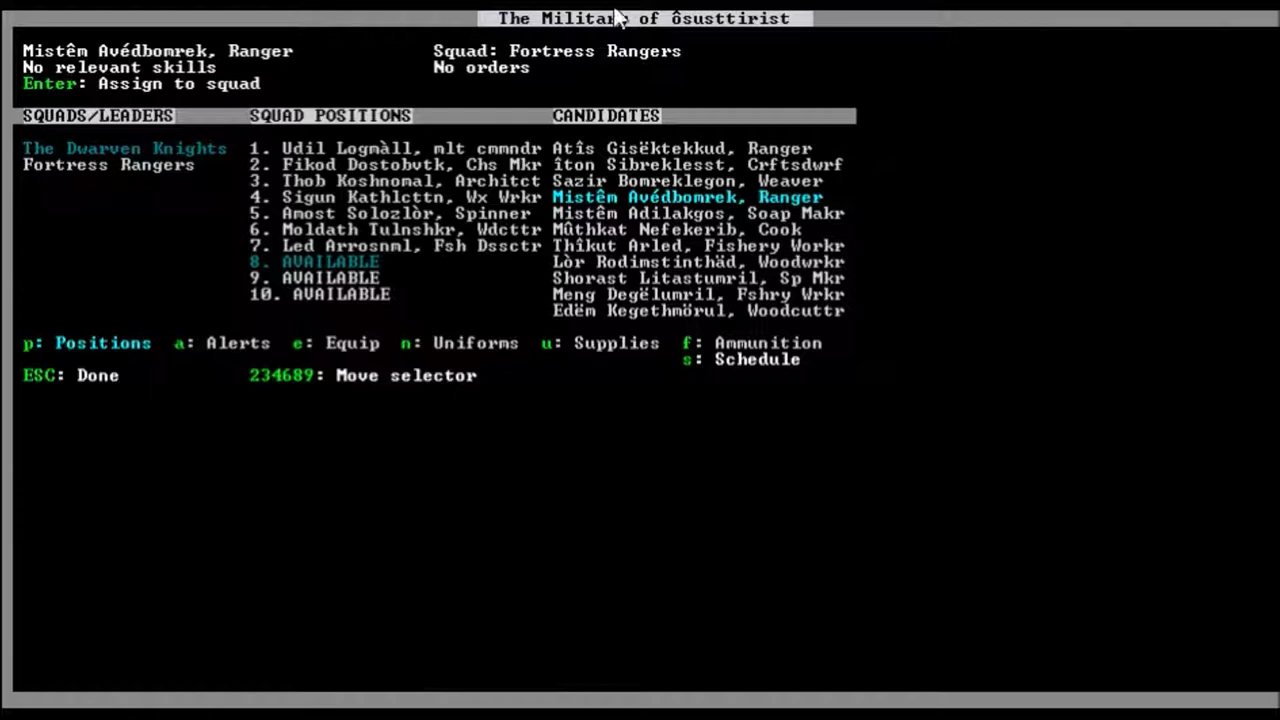 The Military of ôsusttirist
Mistêm Avédbomrek, Ranger Squad: Fortress Rangers
No relevant skills No orders
Enter: Assign to squad
SQUADS/LEADERS SQUAD POSITIONS CANDIDATES
The Dwarven Knights 1. Udil Logmàll, mlt cmmndr Atîs Gisëktekkud, Ranger
Fortress Rangers 2. Fikod Dostobvtk, Chs Mkr îton Sibreklesst, Crftsdwrf
3. Thob Koshnomal, Architct Sazir Bomreklegon, Weaver
4. Sigun Kathlcttn, Wx Wrkr Mistêm Avédbomrek, Ranger
5. Amost Solozlòr, Spinner Mistêm Adilakgos, Soap Makr
6. Moldath Tulnshkr, Wdcttr Mûthkat Nefekerib, Cook
7. Led Arrosnml, Fsh Dssctr Thîkut Arled, Fishery Workr
8. AVAILABLE Lòr Rodimstinthäd, Woodwrkr
9. AVAILABLE Shorast Litastumril, Sp Mkr
10. AVAILABLE Meng Degëlumril, Fshry Wrkr
Edëm Kegethmörul, Woodcuttr
p: Positions a: Alerts e: Equip n: Uniforms u: Supplies f: Ammunition
s: Schedule
ESC: Done 234689: Move selector